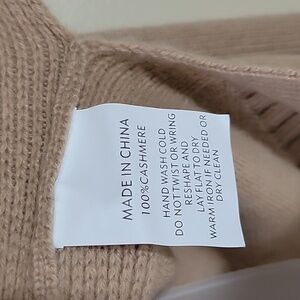 MADE IN CHINA
100%CASHMERE
HAND WASH COLD
DO NOT TWIST OR WRING
RESHAPE AND
LAY FLAT TO DRY
WARM IRON IF NEEDED OR
DRY CLEAN